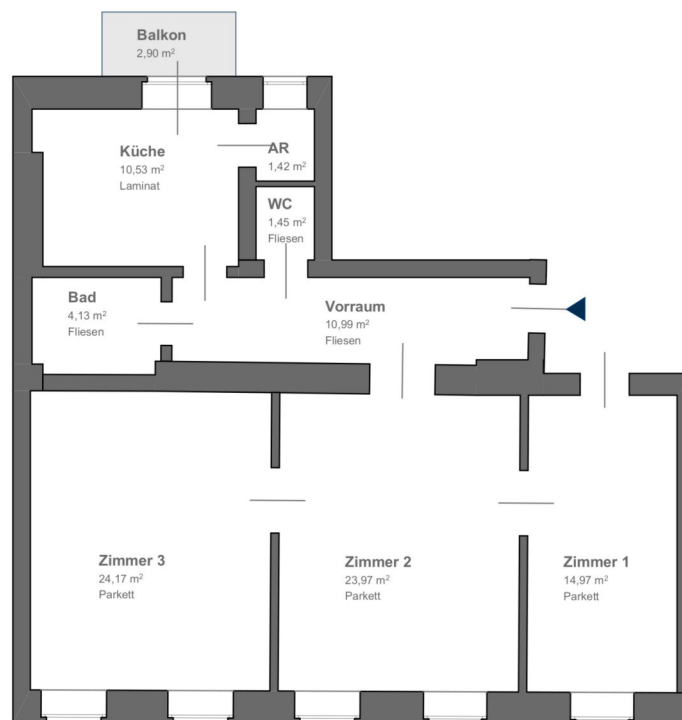 Balkon
2,90 m²
Küche
10,53 m²
Laminat
AR
1,42 m²
WC
1,45 m²
Fliesen
Bad
4,13 m²
Fliesen
Vorraum
10,99 m²
Fliesen
Zimmer 3
24,17 m²
Parkett
Zimmer 2
23,97 m²
Parkett
Zimmer 1
14,97 m²
Parkett